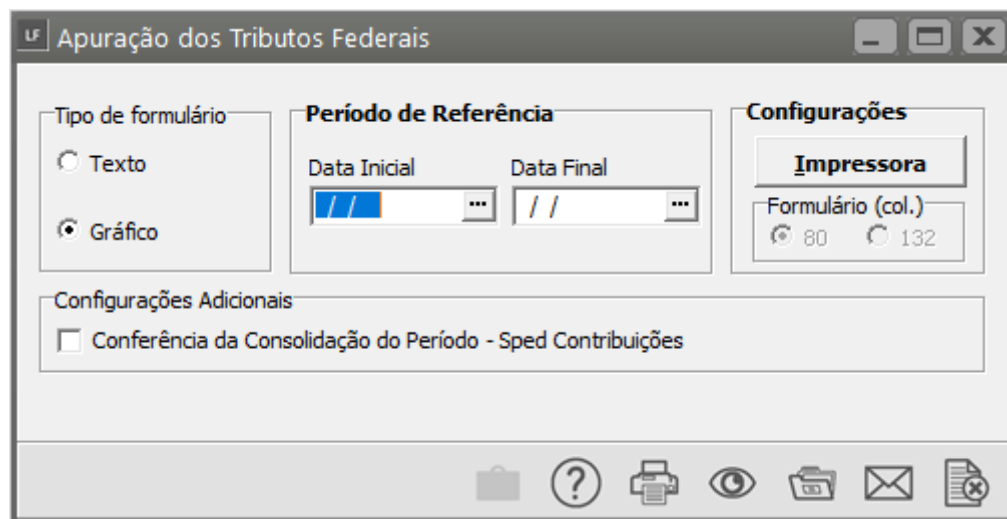 LF Apuração dos Tributos Federais
Tipo de formulário
Texto
Gráfico
Período de Referência
Data Inicial
Data Final
/ /
...
/ /
...
Configurações
Impressora
Formulário (col.)
80
132
Configurações Adicionais
Conferência da Consolidação do Período - Sped Contribuições
?